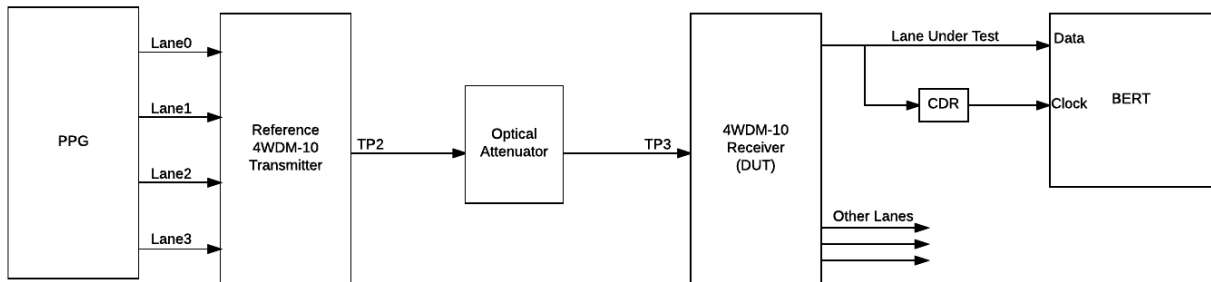 PPG
Lane0
Lane1
Lane2
Lane3
Reference
4WDM-10
Transmitter
TP2
Optical
Attenuator
TP3
4WDM-10
Receiver
(DUT)
Lane Under Test
CDR
Data
Clock
BERT
Other Lanes